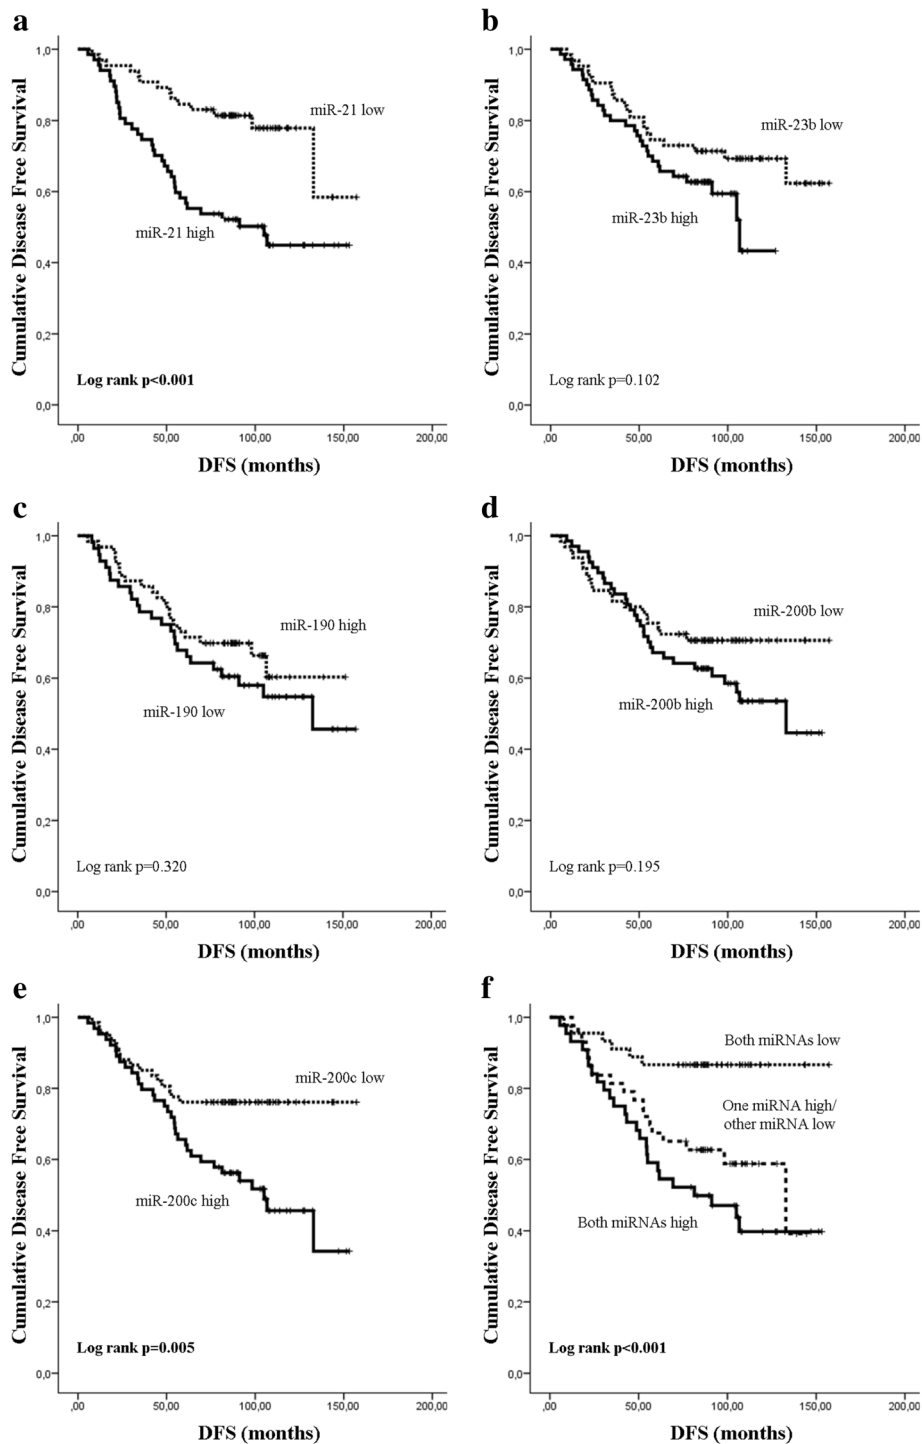 a
Cumulative Disease Free Survival
1,0
0,8
0,6
0,4
0,2
0,0
miR-21 low
miR-21 high
Log rank p<0.001
,00
50,00
100,00
150,00
200,00
DFS (months)
b
Cumulative Disease Free Survival
1,0
0,8
0,6
0,4
0,2
0,0
miR-23b low
miR-23b high
Log rank p=0.102
,00
50,00
100,00
150,00
200,00
DFS (months)
c
Cumulative Disease Free Survival
1,0
0,8
0,6
0,4
0,2
0,0
miR-190 high
miR-190 low
Log rank p=0.320
,00
50,00
100,00
150,00
200,00
DFS (months)
d
Cumulative Disease Free Survival
1,0
0,8
0,6
0,4
0,2
0,0
miR-200b low
miR-200b high
Log rank p=0.195
,00
50,00
100,00
150,00
200,00
DFS (months)
e
Cumulative Disease Free Survival
1,0
0,8
0,6
0,4
0,2
0,0
miR-200c low
miR-200c high
Log rank p=0.005
,00
50,00
100,00
150,00
200,00
DFS (months)
f
Cumulative Disease Free Survival
1,0
0,8
0,6
0,4
0,2
0,0
Both miRNAs low
One miRNA high/
other miRNA low
Both miRNAs high
Log rank p<0.001
,00
50,00
100,00
150,00
200,00
DFS (months)